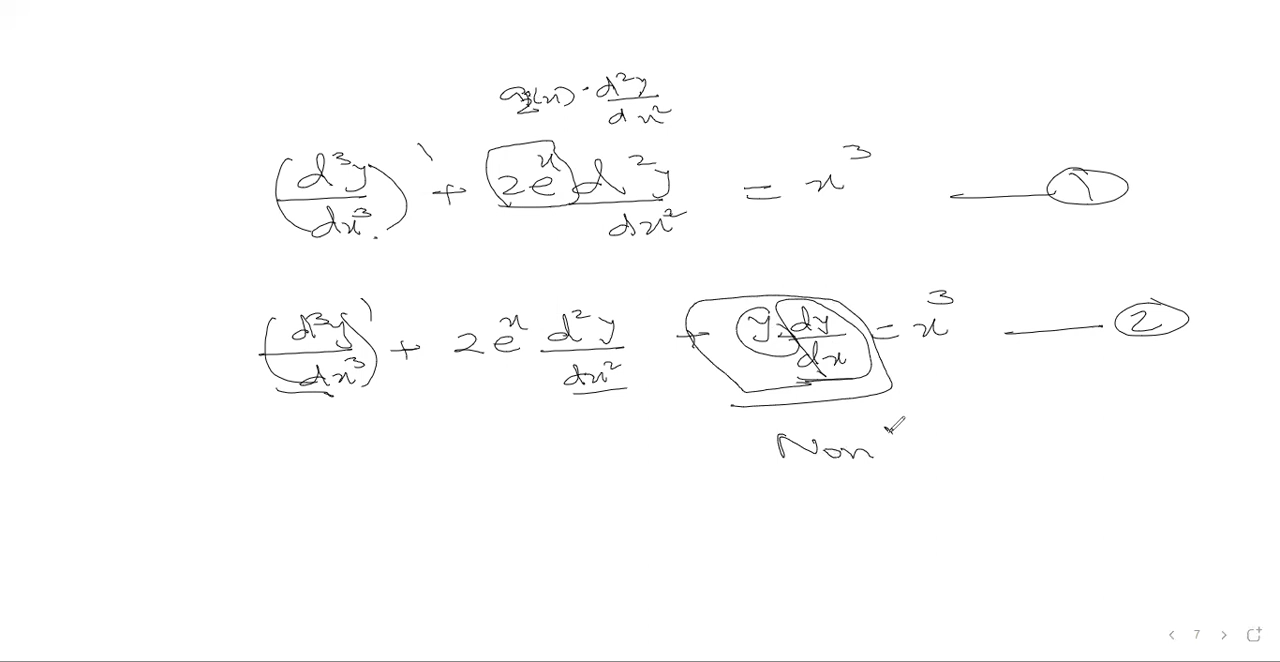 a₂(x) · d²y/dx²
(d³y/dx³)¹ + 2eˣ d²y/dx² = x³ —— 1
(d³y/dx³)¹ + 2eˣ d²y/dx² + y · dy/dx = x³ —— 2
Non
7